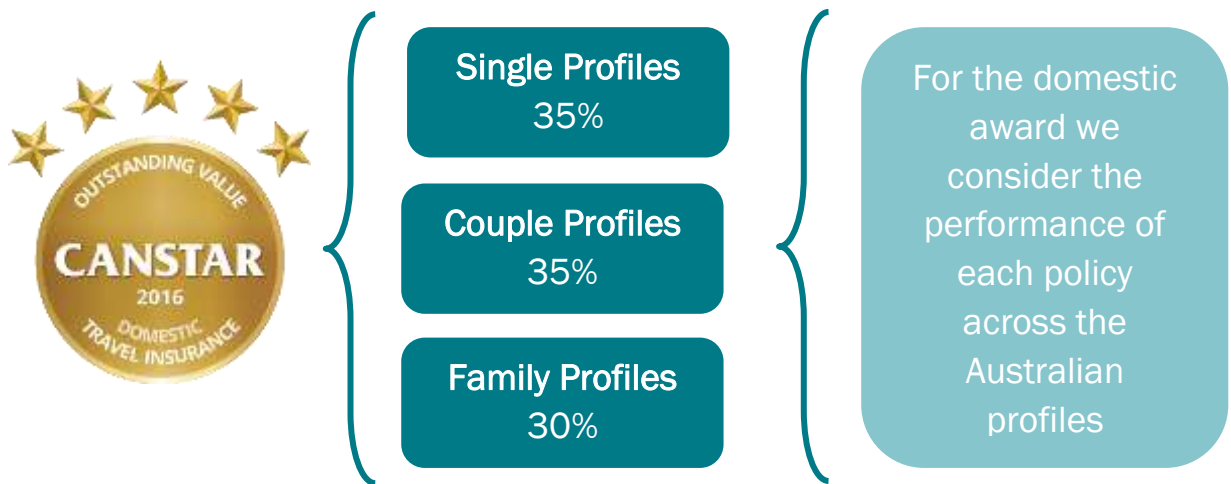 OUTSTANDING VALUE
CANSTAR
2016
DOMESTIC
TRAVEL INSURANCE
Single Profiles
35%
Couple Profiles
35%
Family Profiles
30%
For the domestic
award we
consider the
performance of
each policy
across the
Australian
profiles